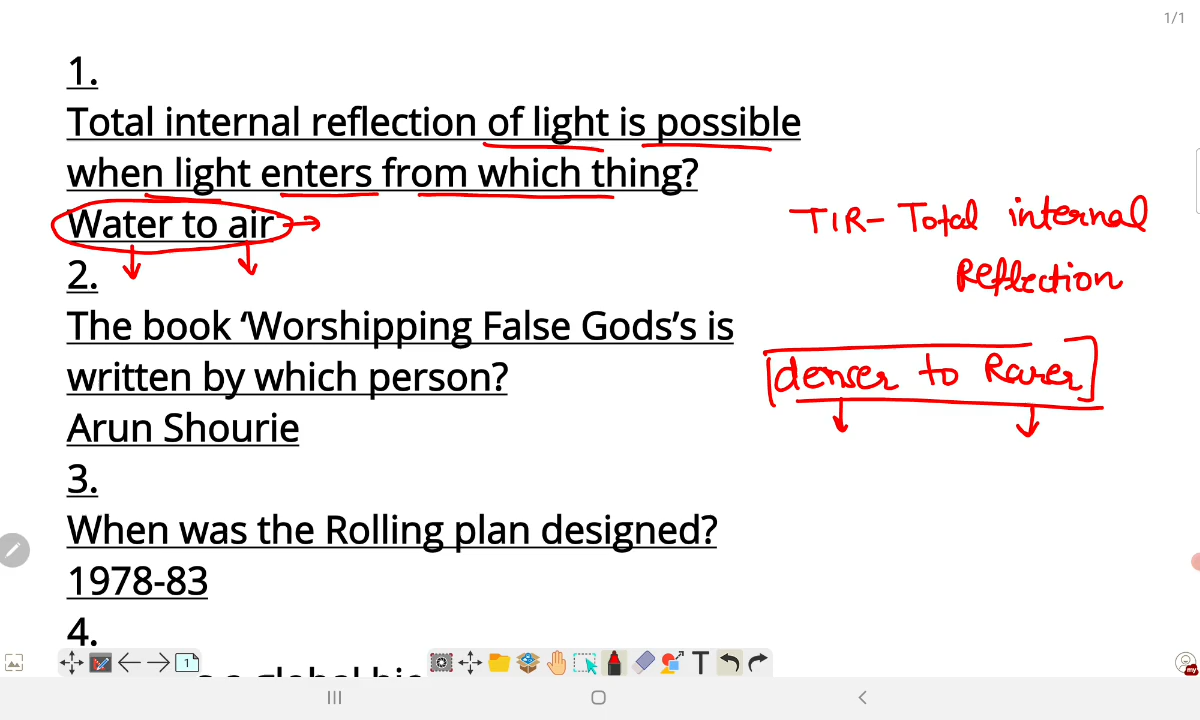 1/1
1.
Total internal reflection of light is possible
when light enters from which thing?
Water to air
TIR- Total internal
Reflection
2.
The book ‘Worshipping False Gods’s is
written by which person?
denser to Rarer
Arun Shourie
3.
When was the Rolling plan designed?
1978-83
4.
1
T
my